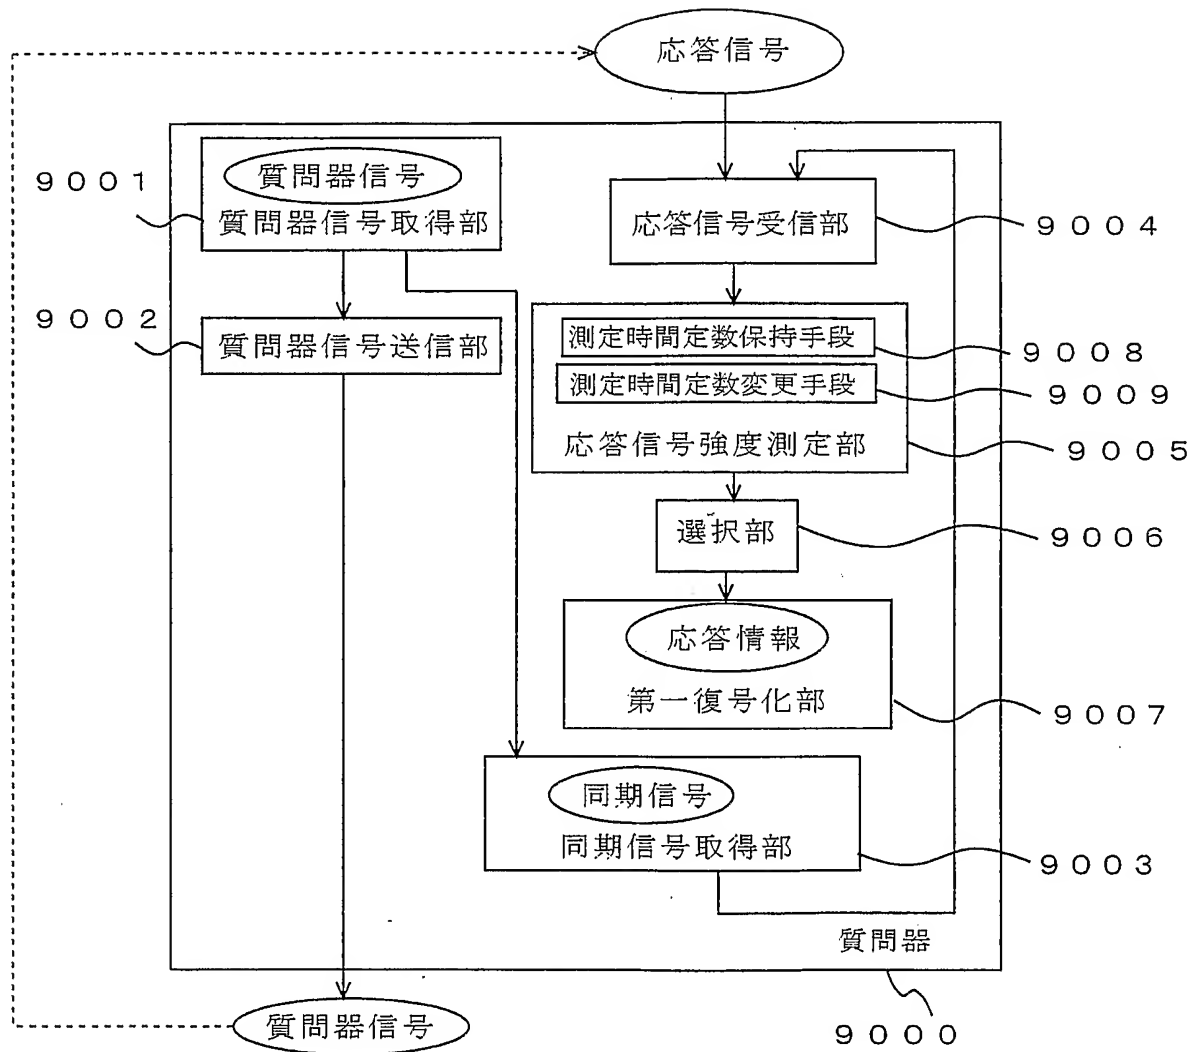 応答信号
質問器信号
質問器信号取得部
9001
応答信号受信部
9004
9002
質問器信号送信部
測定時間定数保持手段
9008
測定時間定数変更手段
9009
応答信号強度測定部
9005
選択部
9006
応答情報
第一復号化部
9007
同期信号
同期信号取得部
9003
質問器
質問器信号
9000